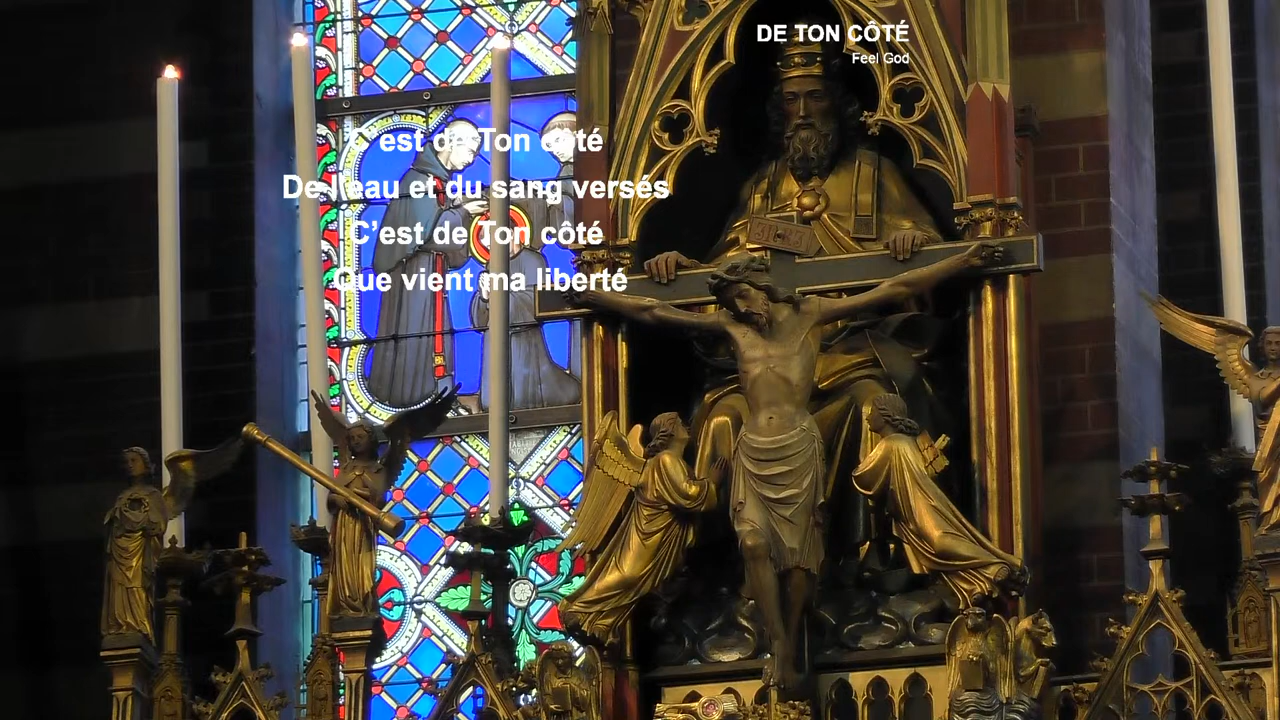 DE TON CÔTÉ
Feel God
C'est de Ton côté
De l'eau et du sang versés
C'est de Ton côté
Que vient ma liberté